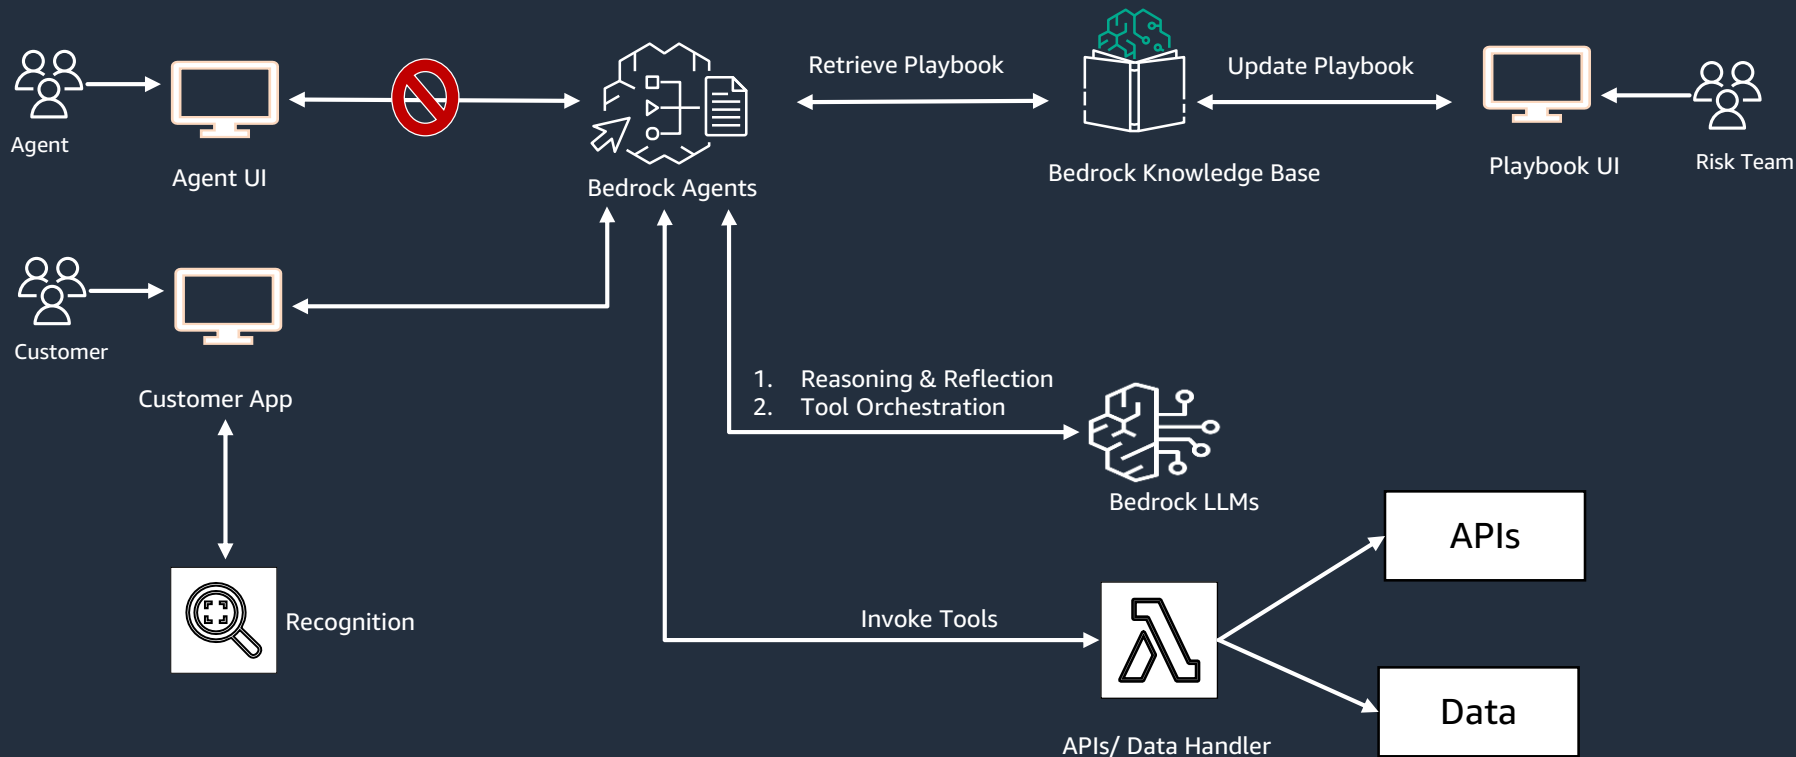 Retrieve Playbook
Update Playbook
Agent
Agent UI
Bedrock Agents
Bedrock Knowledge Base
Playbook UI
Risk Team
Customer
Customer App
1. Reasoning & Reflection
2. Tool Orchestration
Bedrock LLMs
APIs
Recognition
Invoke Tools
Data
APIs/ Data Handler